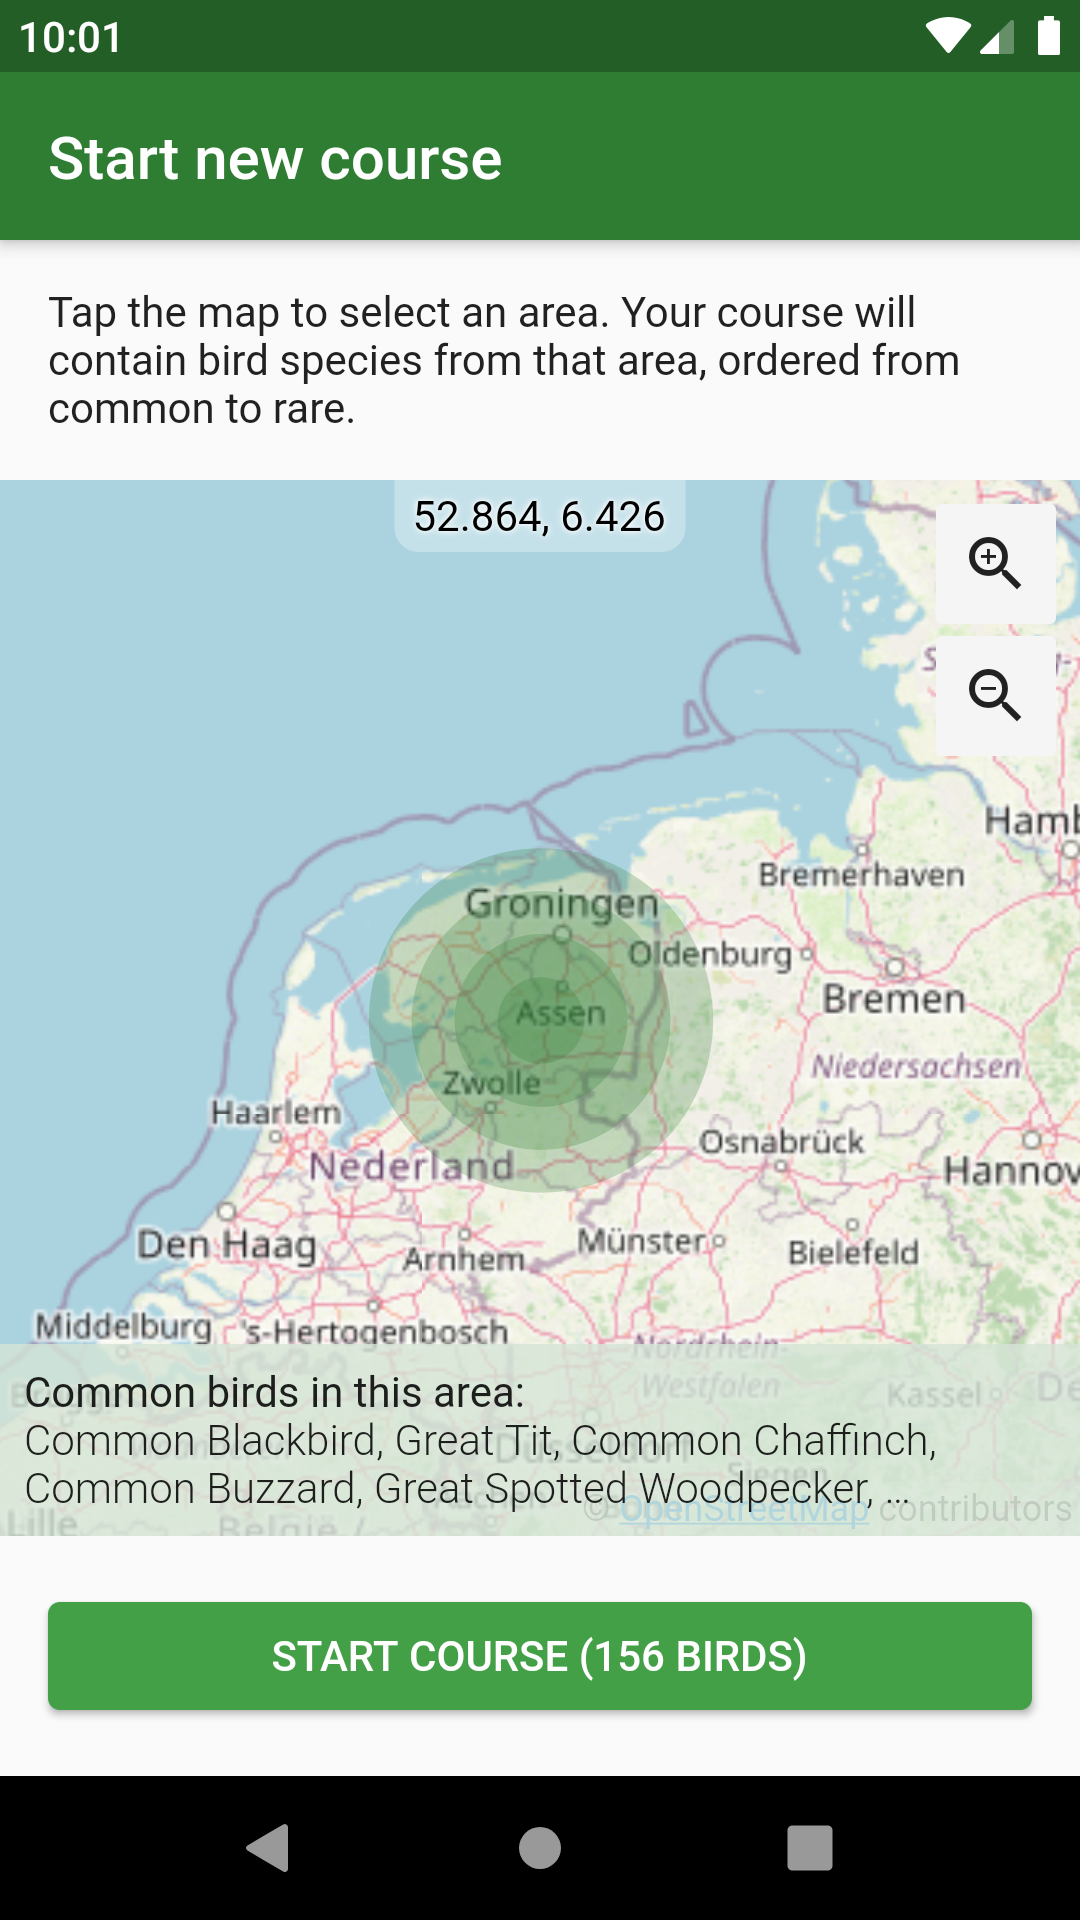 10:01
Start new course
Tap the map to select an area. Your course will
contain bird species from that area, ordered from
common to rare.
52.864, 6.426
Hamb
Bremerhaven
Groningen
Oldenburg
Bremen
Assen
Niedersachsen
Zwolle
Haarlem
Osnabrück
Nederland
Hannov
Den Haag
Arnhem
Münster
Bielefeld
Middelburg
's-Hertogenbosch
Nordrhein-
Westfalen
Kassel
De
Common birds in this area:
Common Blackbird, Great Tit, Common Chaffinch,
Düsseldorf
Siegen
Common Buzzard, Great Spotted Woodpecker, ...
Aachen
© OpenStreetMap contributors
Lille
België /
START COURSE (156 BIRDS)